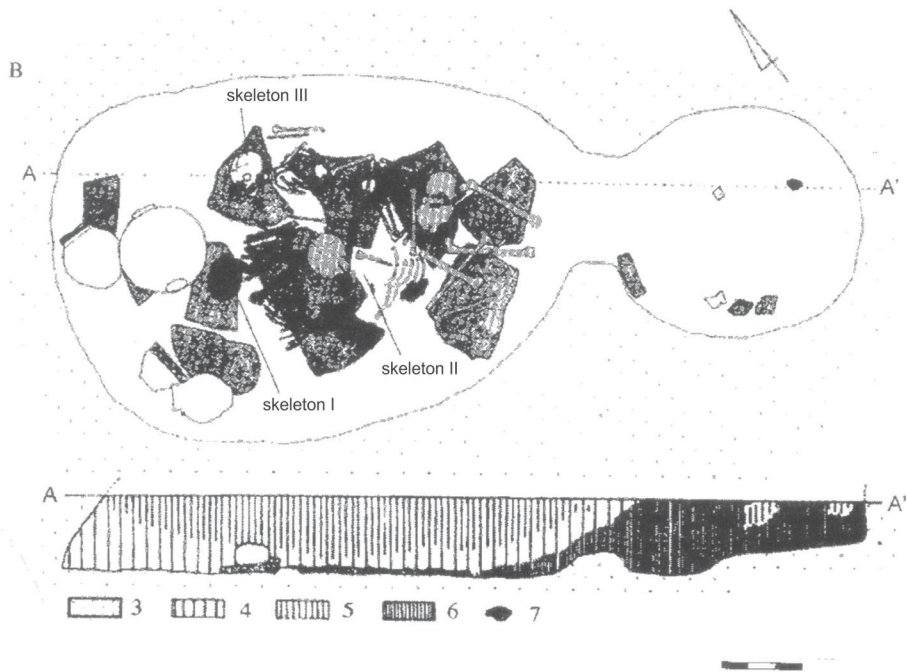 B
skeleton III
A A'
skeleton II
skeleton I
A A'
3 4 5 6 7